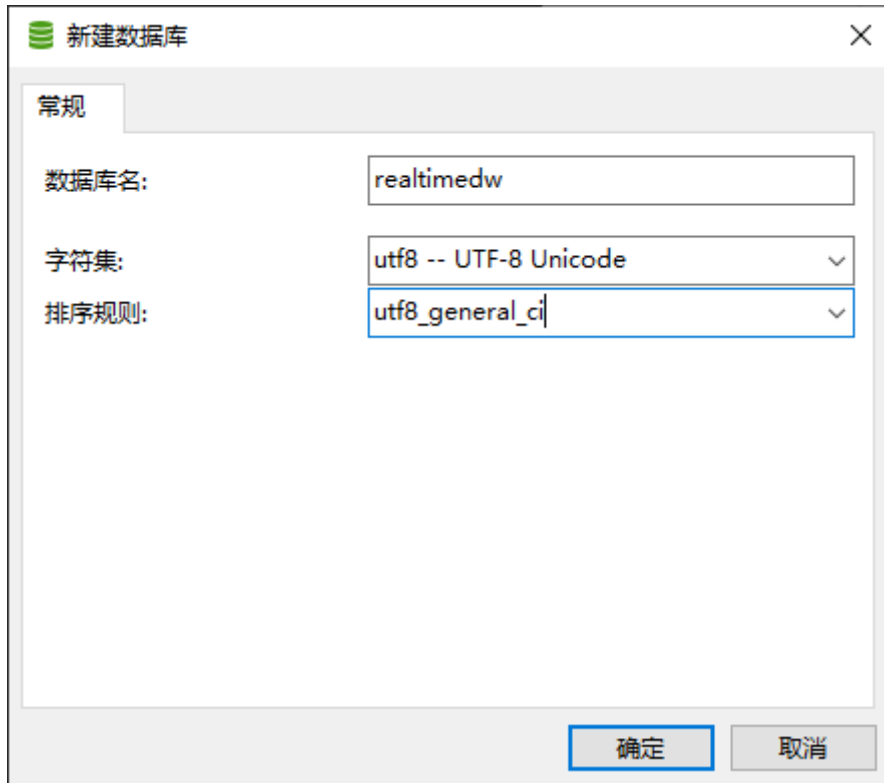 新建数据库
常规
数据库名: realtimedw
字符集: utf8 -- UTF-8 Unicode
排序规则: utf8_general_ci
确定 取消